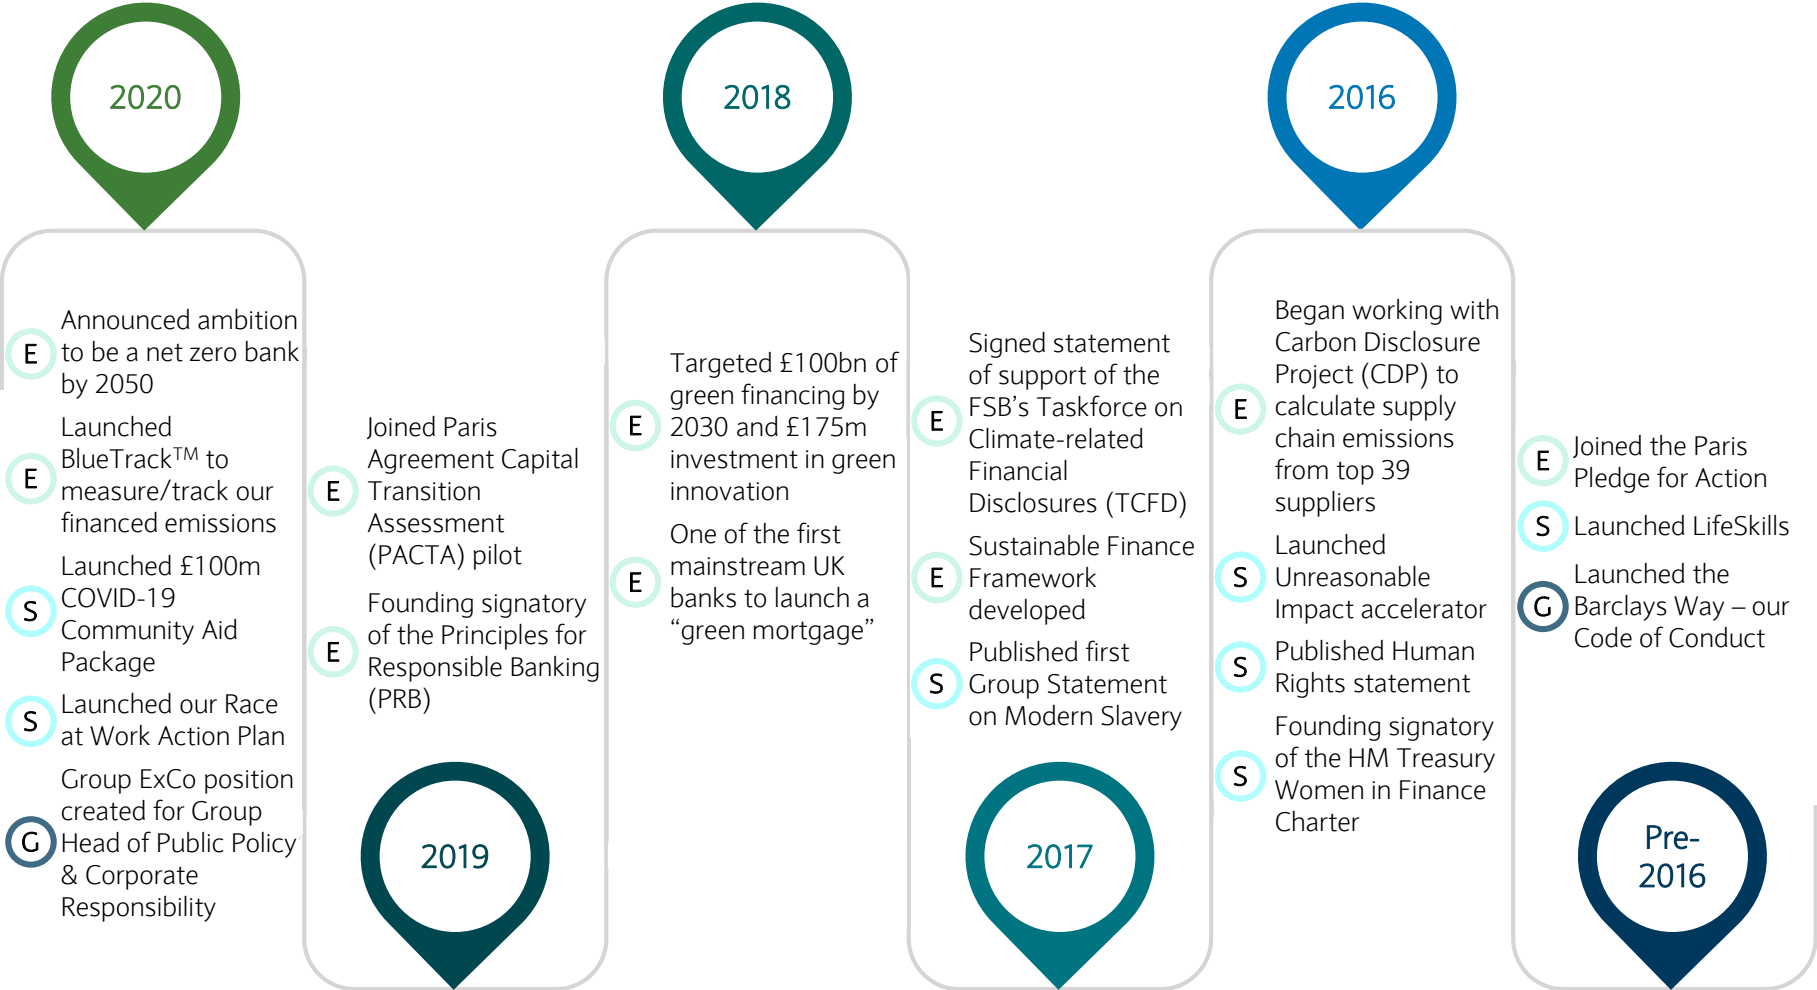 2020
E
Announced ambition
to be a net zero bank
by 2050
E
Launched
BlueTrack™ to
measure/track our
financed emissions
S
Launched £100m
COVID-19
Community Aid
Package
S
Launched our Race
at Work Action Plan
G
Group ExCo position
created for Group
Head of Public Policy
& Corporate
Responsibility
E
Joined Paris
Agreement Capital
Transition
Assessment
(PACTA) pilot
E
Founding signatory
of the Principles for
Responsible Banking
(PRB)
2019
2018
E
Targeted £100bn of
green financing by
2030 and £175m
investment in green
innovation
E
One of the first
mainstream UK
banks to launch a
“green mortgage”
E
Signed statement
of support of the
FSB’s Taskforce on
Climate-related
Financial
Disclosures (TCFD)
E
Sustainable Finance
Framework
developed
S
Published first
Group Statement
on Modern Slavery
2017
2016
E
Began working with
Carbon Disclosure
Project (CDP) to
calculate supply
chain emissions
from top 39
suppliers
S
Launched
Unreasonable
Impact accelerator
S
Published Human
Rights statement
S
Founding signatory
of the HM Treasury
Women in Finance
Charter
E
Joined the Paris
Pledge for Action
S
Launched LifeSkills
G
Launched the
Barclays Way – our
Code of Conduct
Pre-
2016